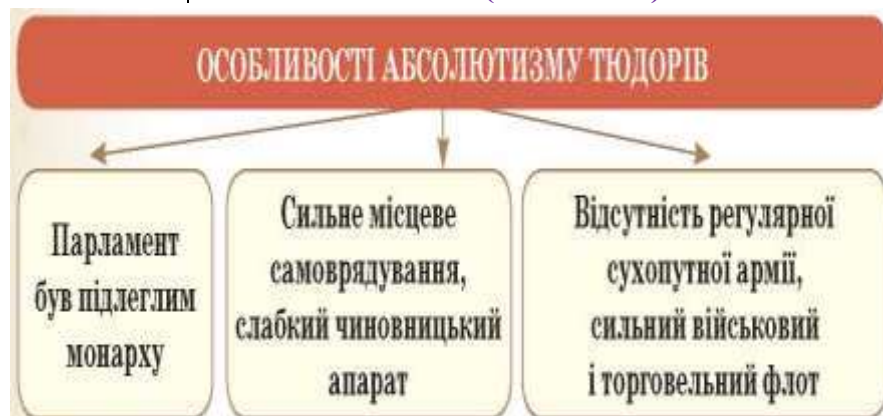 ОСОБЛИВОСТІ АБСОЛЮТИЗМУ ТЮДОРІВ
Парламент
був підлеглим
монарху
Сильне місцеве
самоврядування,
слабкий чиновницький
апарат
Відсутність регулярної
сухопутної армії,
сильний військовий
і торговельний флот